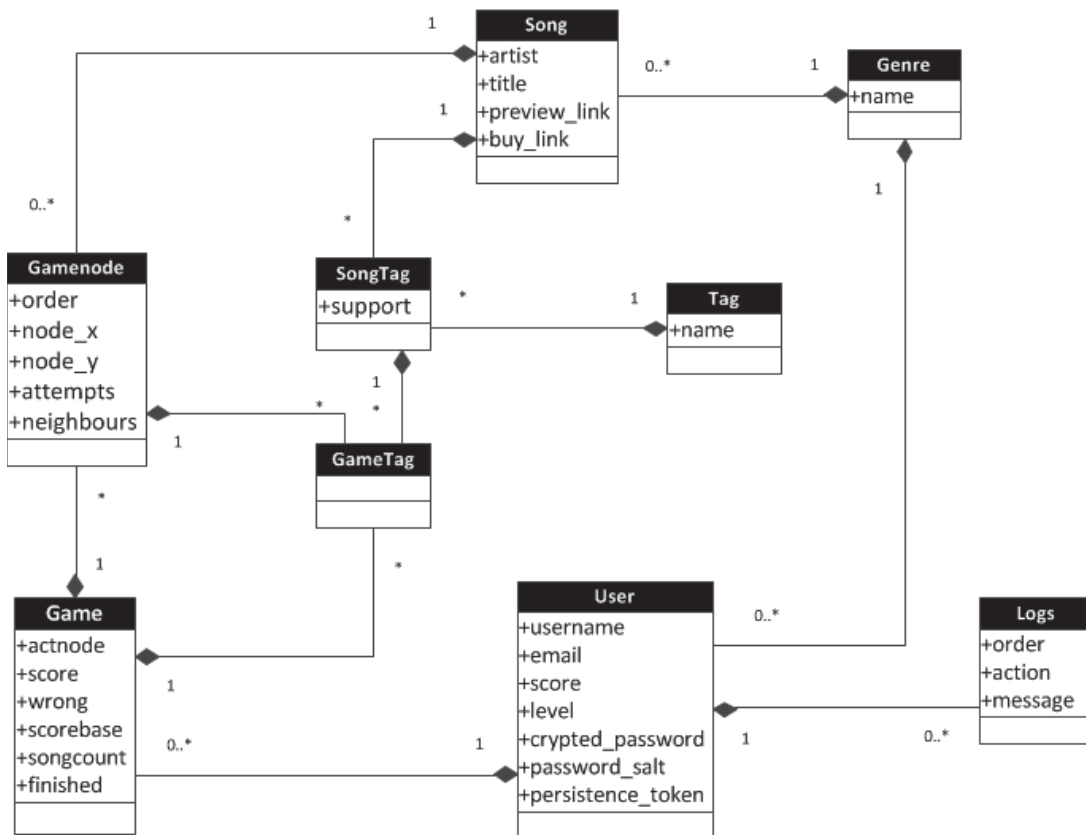 Song
+artist
+title
+preview_link
+buy_link
1
1
0..*
1
Genre
+name
1
0..*
*
Gamenode
+order
+node_x
+node_y
+attempts
+neighbours
SongTag
+support
*
1
Tag
+name
1
*
*
1
GameTag
*
1
*
1
Game
+actnode
+score
+wrong
+scorebase
+songcount
+finished
0..*
1
User
+username
+email
+score
+level
+crypted_password
+password_salt
+persistence_token
0..*
1
0..*
Logs
+order
+action
+message